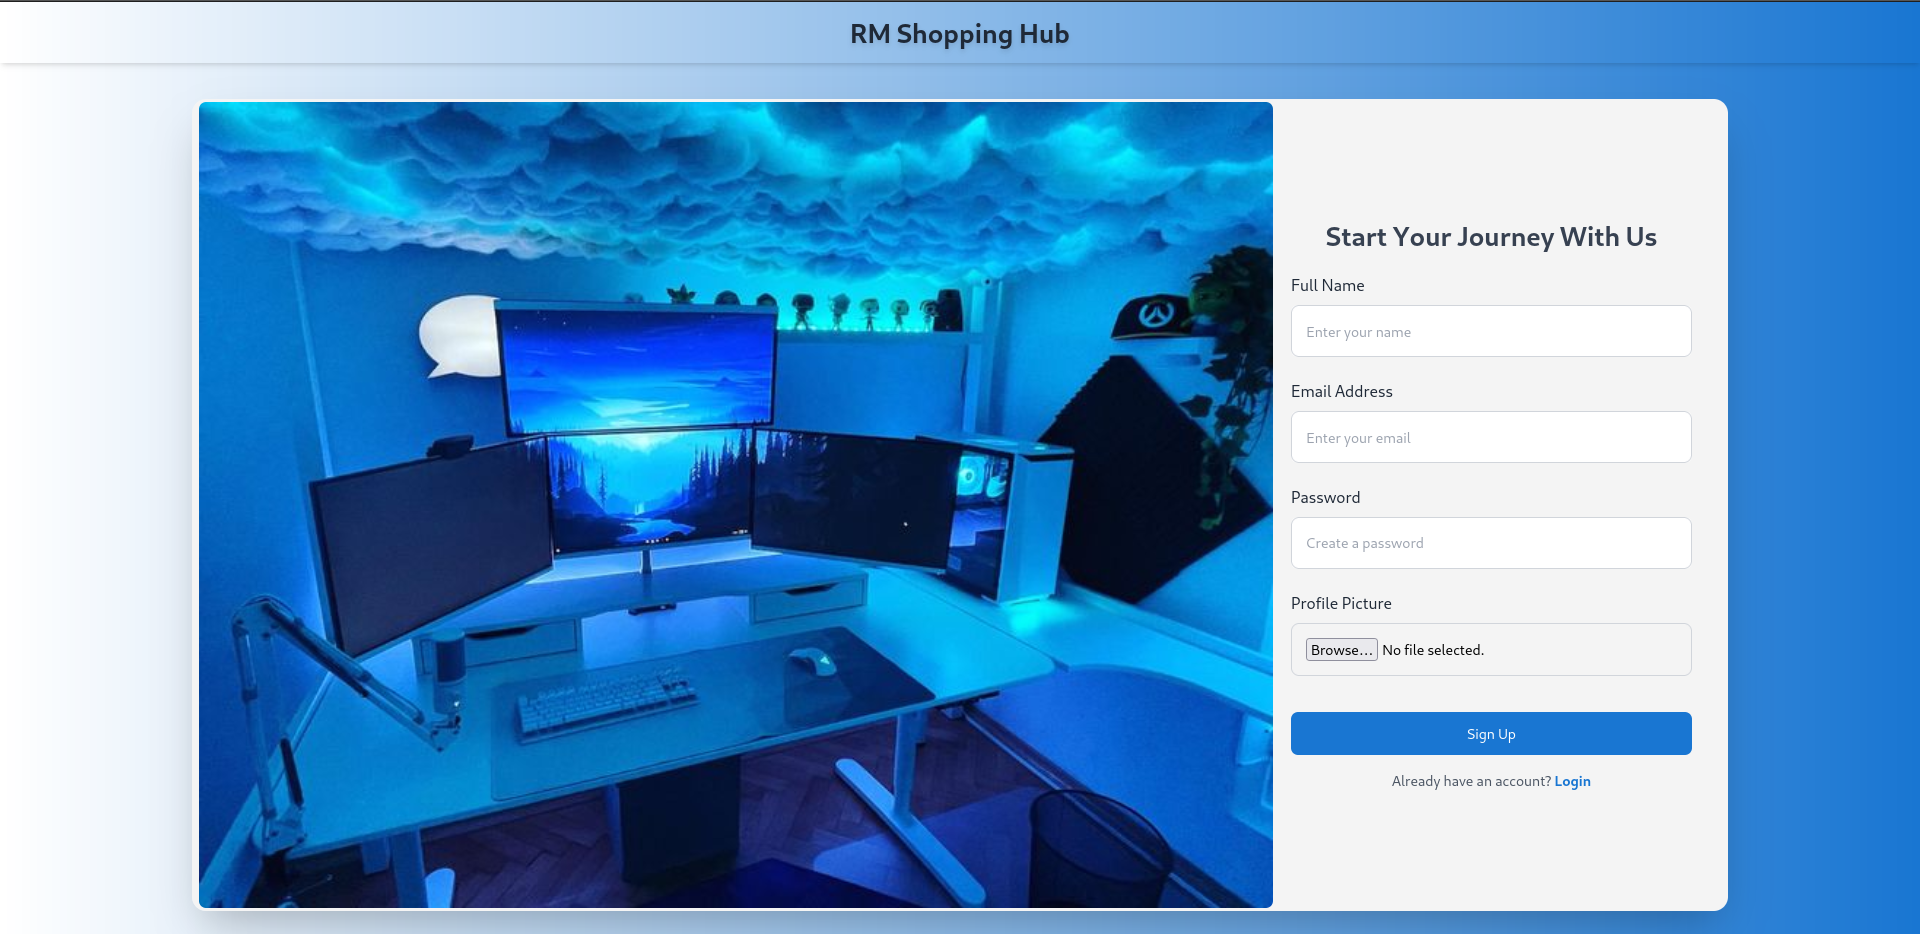 RM Shopping Hub
Start Your Journey With Us
Full Name
Enter your name
Email Address
Enter your email
Password
Create a password
Profile Picture
Browse... No file selected.
Sign Up
Already have an account? Login